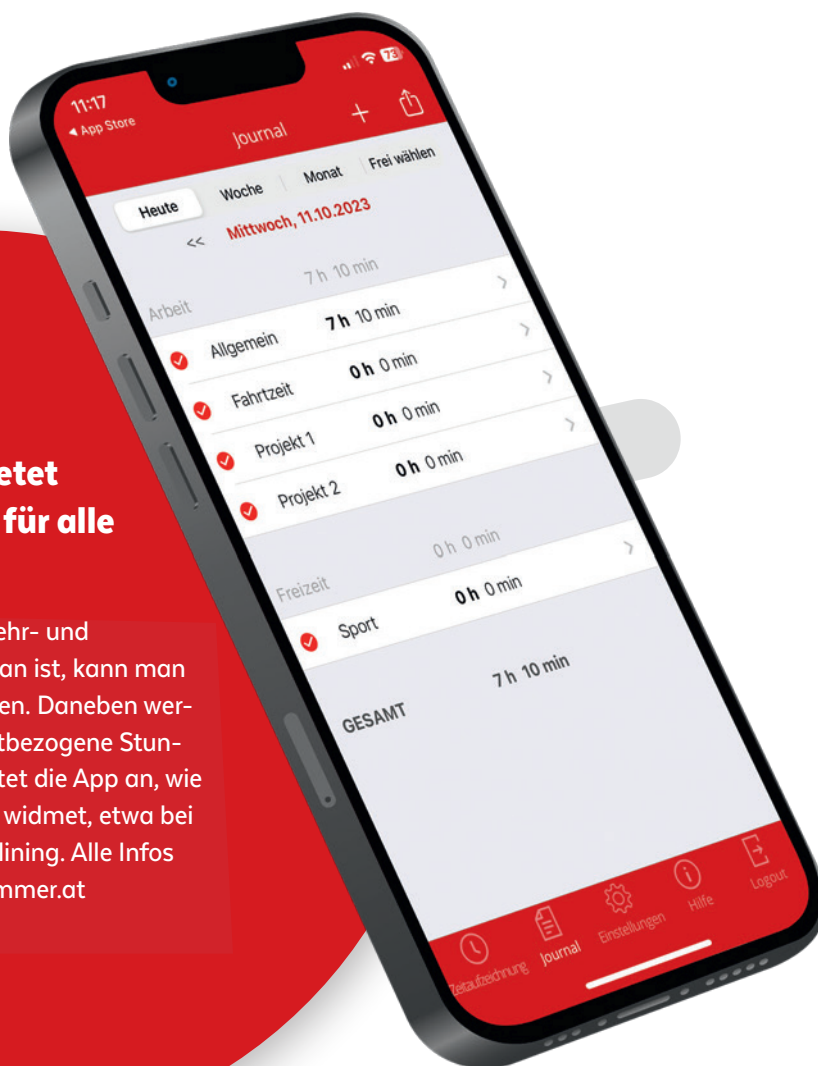 11:17
73
App Store
Journal
Heute Woche Monat Frei wählen
<< Mittwoch, 11.10.2023
Arbeit 7 h 10 min
Allgemein 7 h 10 min
Fahrtzeit 0 h 0 min
Projekt 1 0 h 0 min
Projekt 2 0 h 0 min
Freizeit 0 h 0 min
Sport 0 h 0 min
GESAMT 7 h 10 min
Zeitaufzeichnung Journal Einstellungen Hilfe Logout
etet
für alle
ehr- und
an ist, kann man
en. Daneben wer-
tbezogene Stun-
tet die App an, wie
widmet, etwa bei
lining. Alle Infos
mmer.at